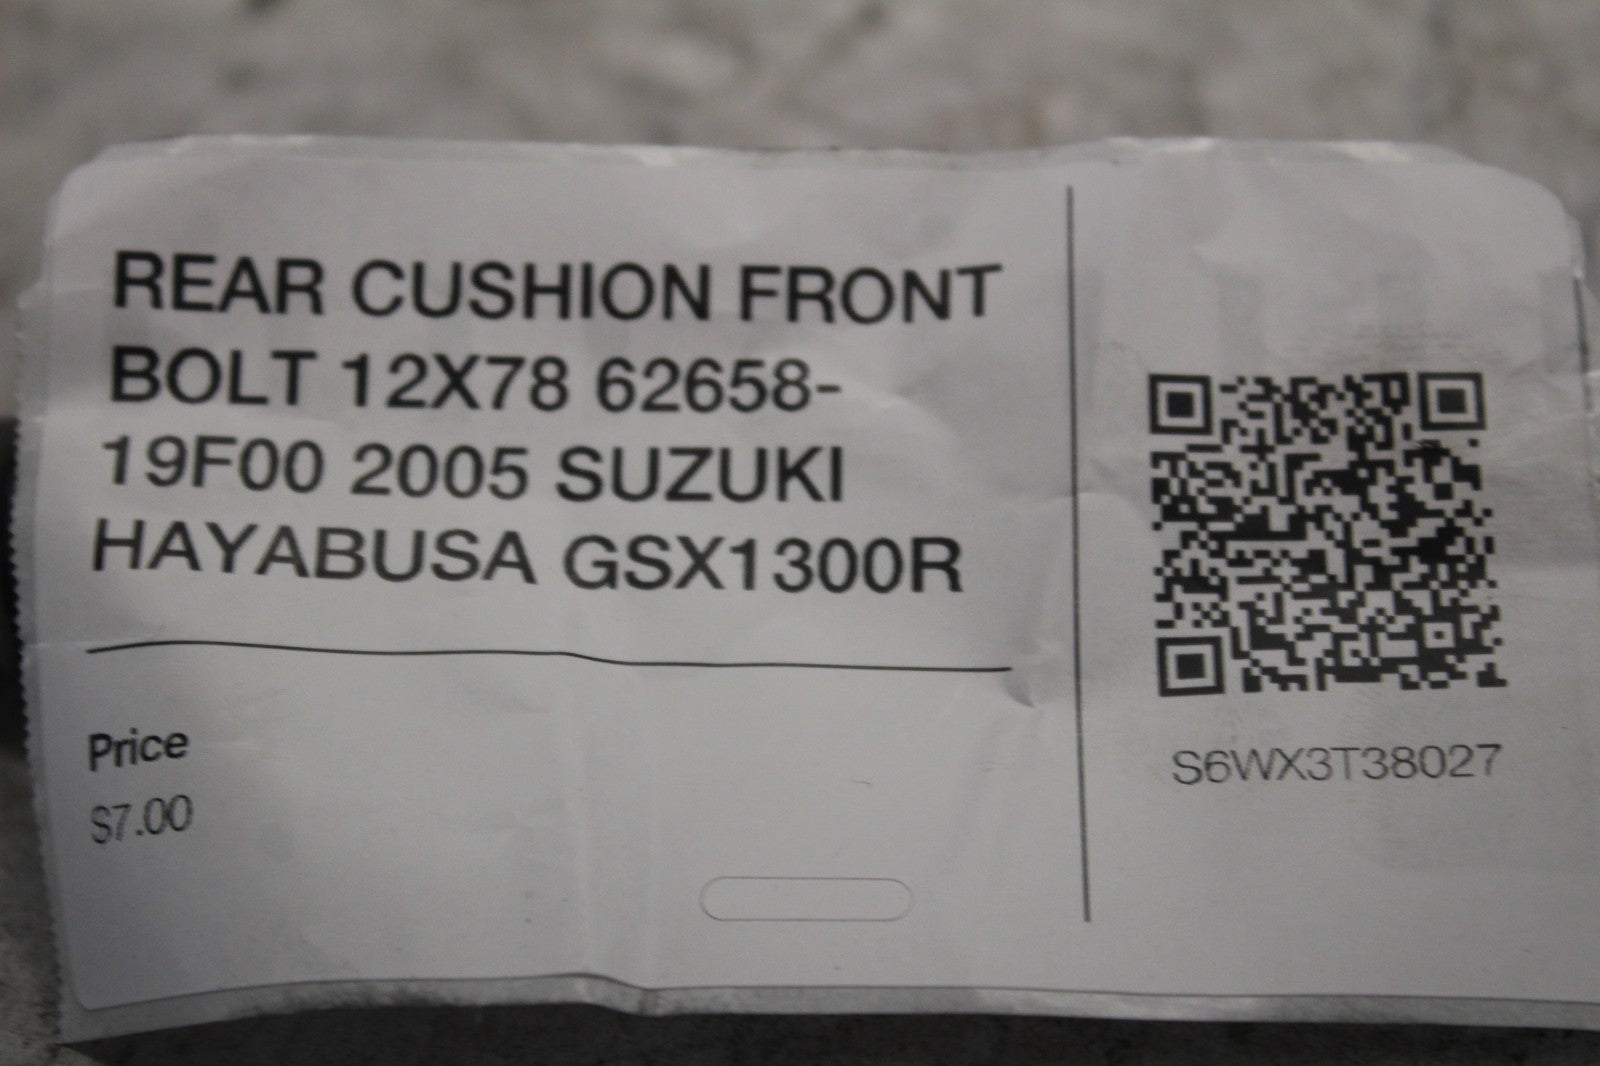 REAR CUSHION FRONT
BOLT 12X78 62658-
19F00 2005 SUZUKI
HAYABUSA GSX1300R
Price
$7.00
S6WX3T38027